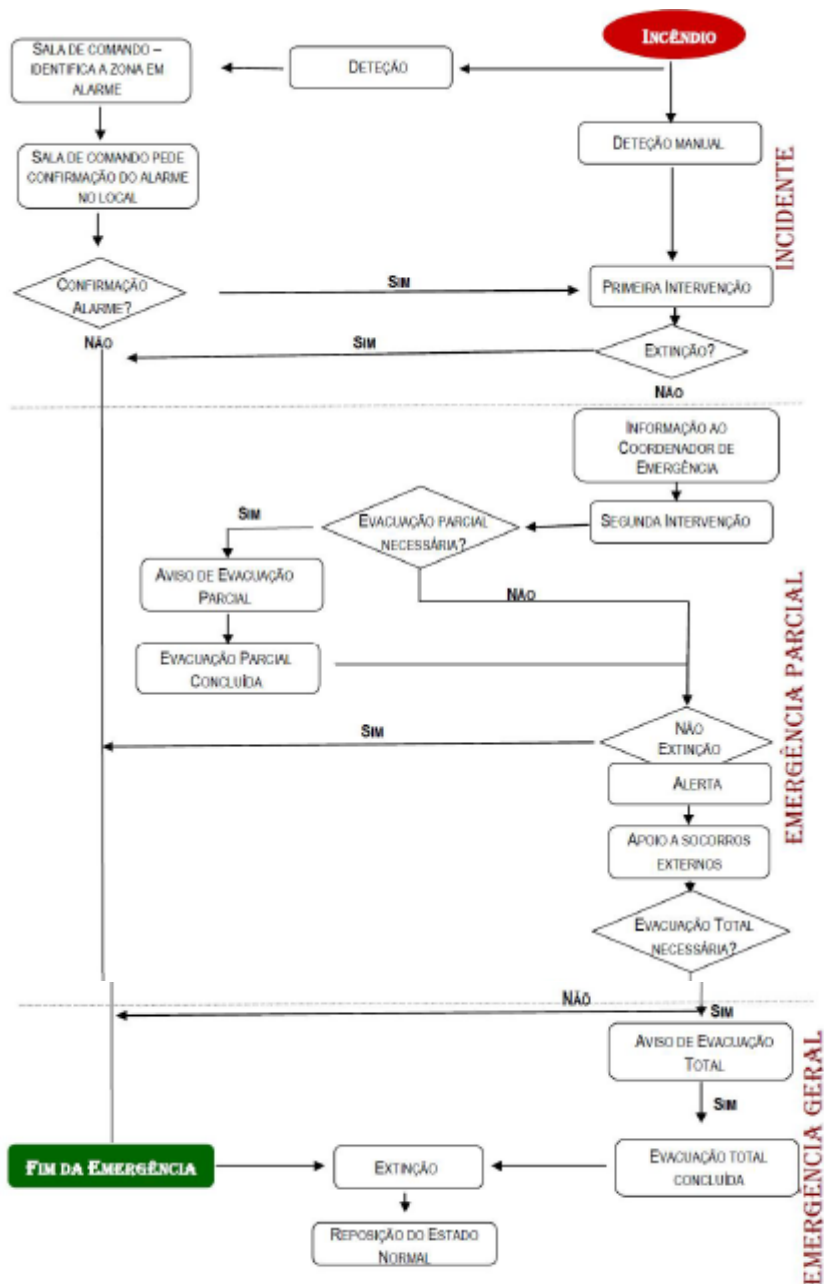 INCÊNDIO
SALA DE COMANDO –
IDENTIFICA A ZONA EM
ALARME
DETEÇÃO
DETEÇÃO MANUAL
SALA DE COMANDO PEDE
CONFIRMAÇÃO DO ALARME
NO LOCAL
INCIDENTE
CONFIRMAÇÃO
ALARME?
SIM
PRIMEIRA INTERVENÇÃO
NÃO
SIM
EXTINÇÃO?
NÃO
INFORMAÇÃO AO
COORDENADOR DE
EMERGÊNCIA
SIM
EVACUAÇÃO PARCIAL
NECESSÁRIA?
SEGUNDA INTERVENÇÃO
AVISO DE EVACUAÇÃO
PARCIAL
NÃO
EVACUAÇÃO PARCIAL
CONCLUÍDA
EMERGÊNCIA PARCIAL
SIM
NÃO
EXTINÇÃO
ALERTA
APOIO A SOCORROS
EXTERNOS
EVACUAÇÃO TOTAL
NECESSÁRIA?
NÃO
SIM
AVISO DE EVACUAÇÃO
TOTAL
SIM
EMERGENCIA GERAL
FIM DA EMERGÊNCIA
EXTINÇÃO
EVACUAÇÃO TOTAL
CONCLUÍDA
REPOSIÇÃO DO ESTADO
NORMAL